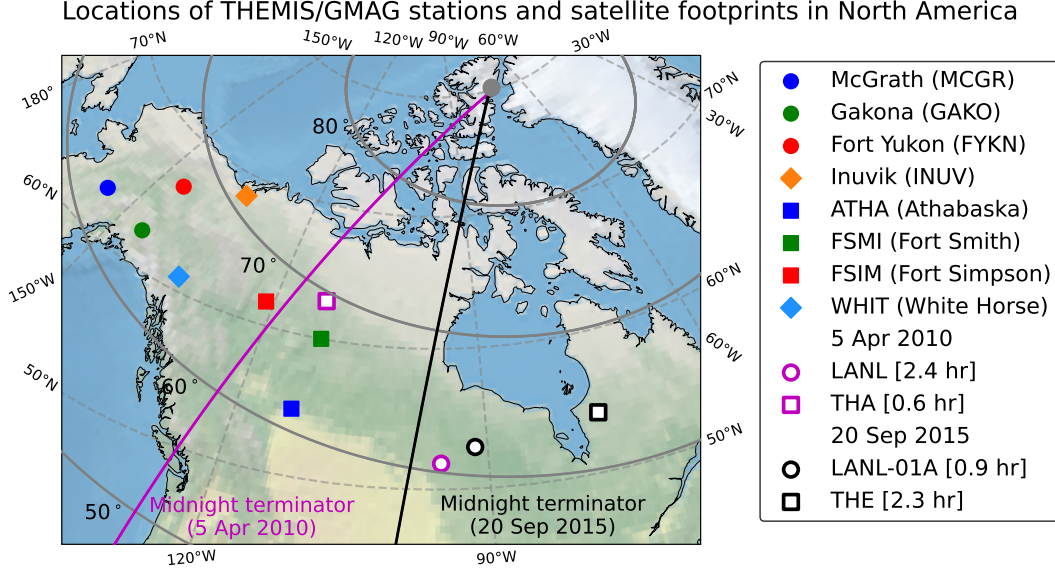 Locations of THEMIS/GMAG stations and satellite footprints in North America
70°N
150°W
120°W
90°W
60°W
30°W
180°
70°N
30°W
80°
60°N
70°
60°N
150°W
60°W
50°N
60°
50°N
50°
Midnight terminator
(5 Apr 2010)
Midnight terminator
(20 Sep 2015)
120°W
90°W
McGrath (MCGR)
Gakona (GAKO)
Fort Yukon (FYKN)
Inuvik (INUV)
ATHA (Athabaska)
FSMI (Fort Smith)
FSIM (Fort Simpson)
WHIT (White Horse)
5 Apr 2010
LANL [2.4 hr]
THA [0.6 hr]
20 Sep 2015
LANL-01A [0.9 hr]
THE [2.3 hr]